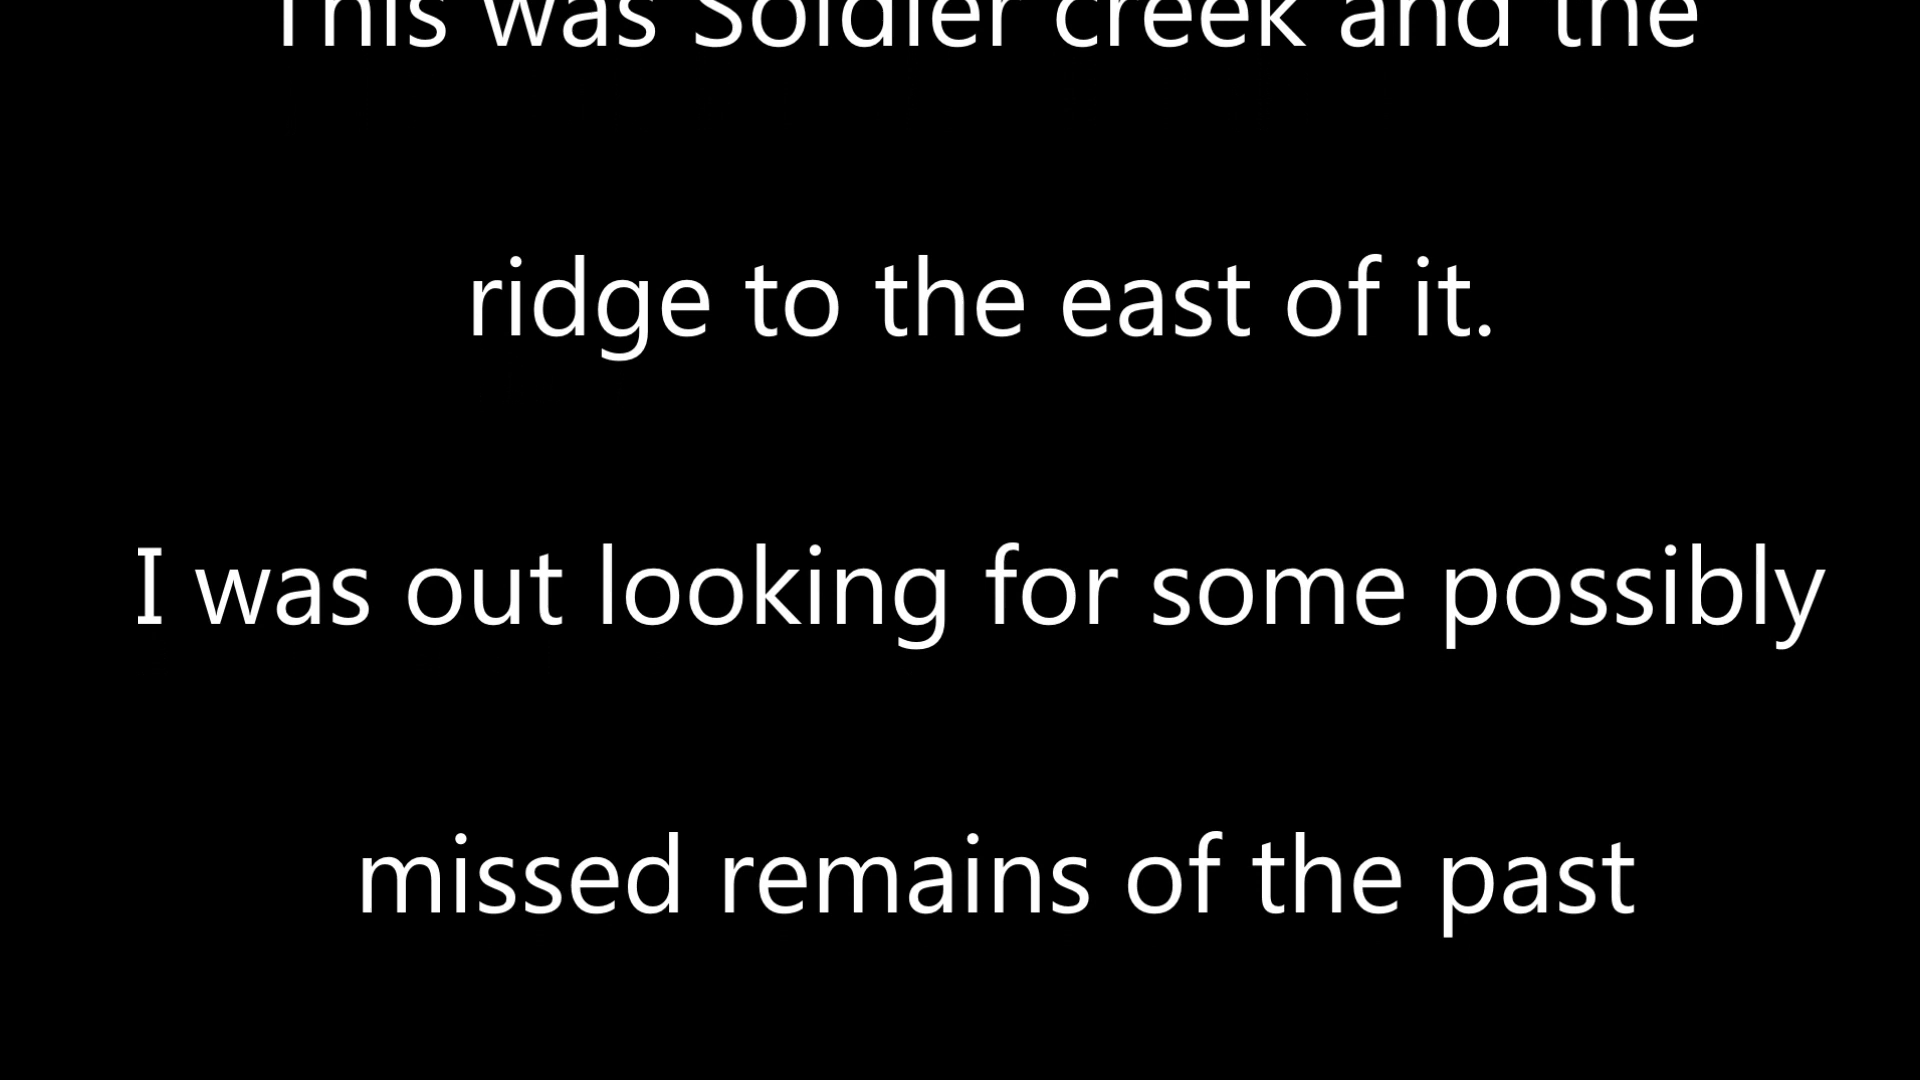 This was Soldier creek and the
ridge to the east of it.
I was out looking for some possibly
missed remains of the past